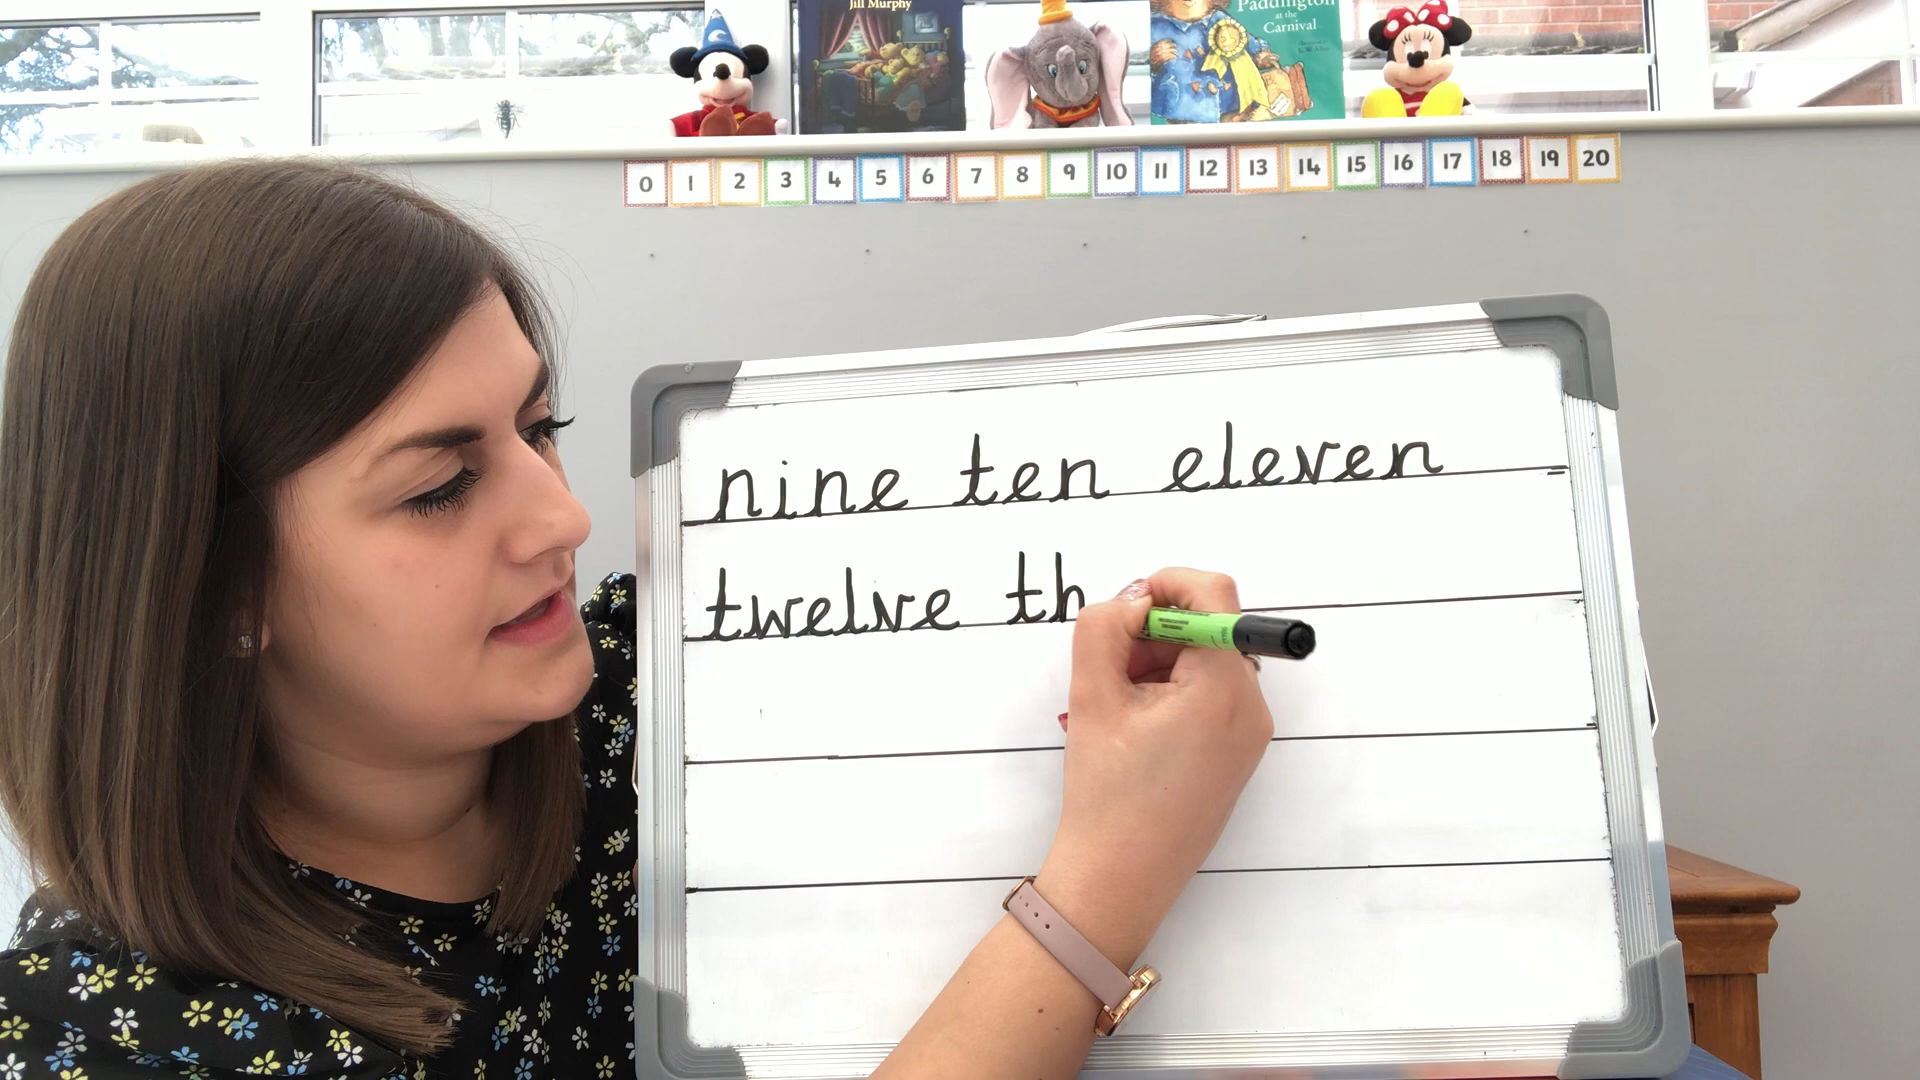 Jill Murphy
Paddington
at the
Carnival
0 1 2 3 4 5 6 7 8 9 10 11 12 13 14 15 16 17 18 19 20
nine ten eleven
twelve th